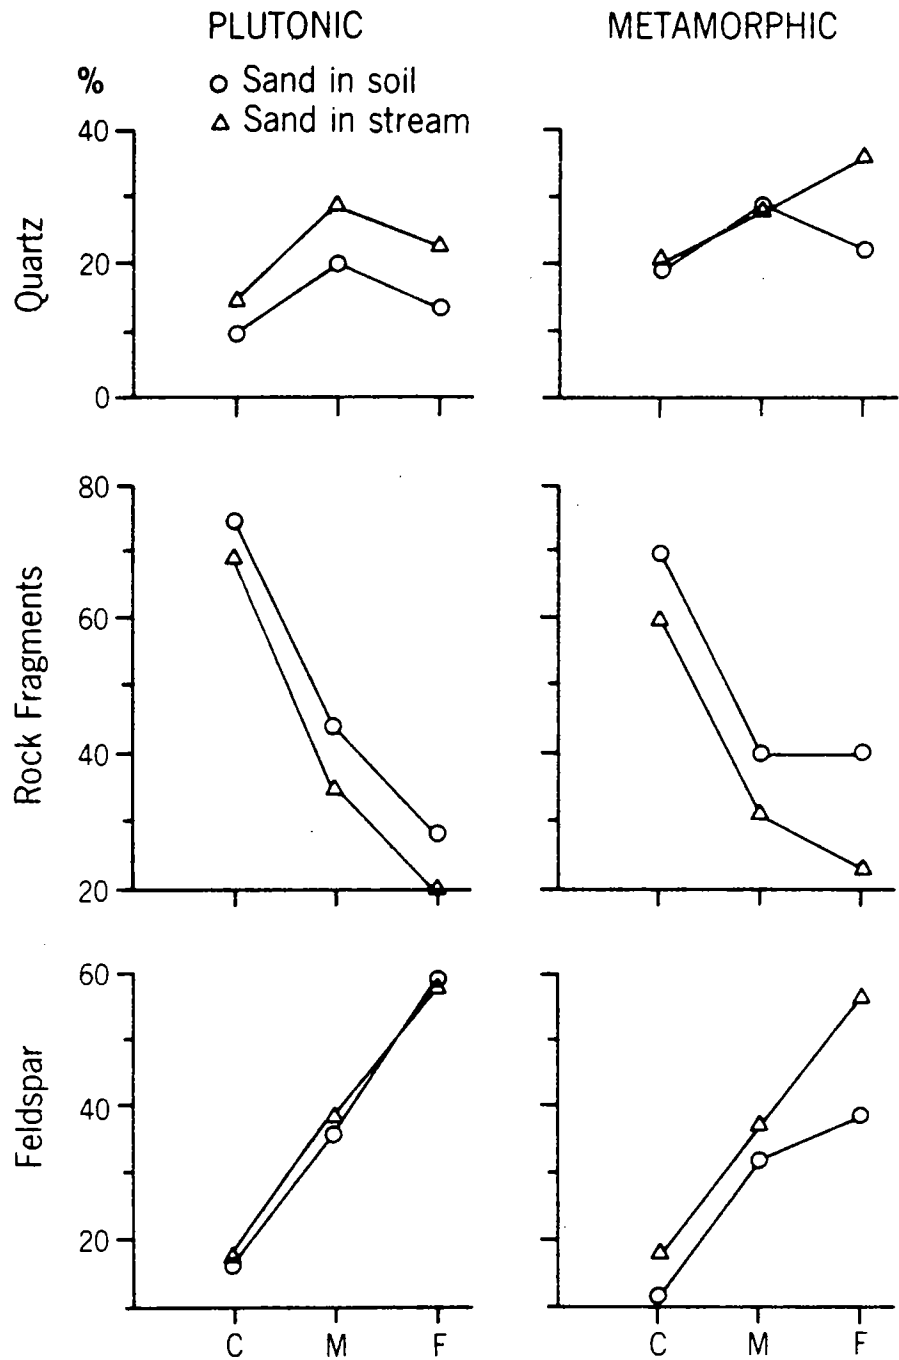 PLUTONIC
METAMORPHIC
%
Sand in soil
Sand in stream
40
20
0
Quartz
80
60
40
20
Rock Fragments
60
40
20
Feldspar
C M F
C M F